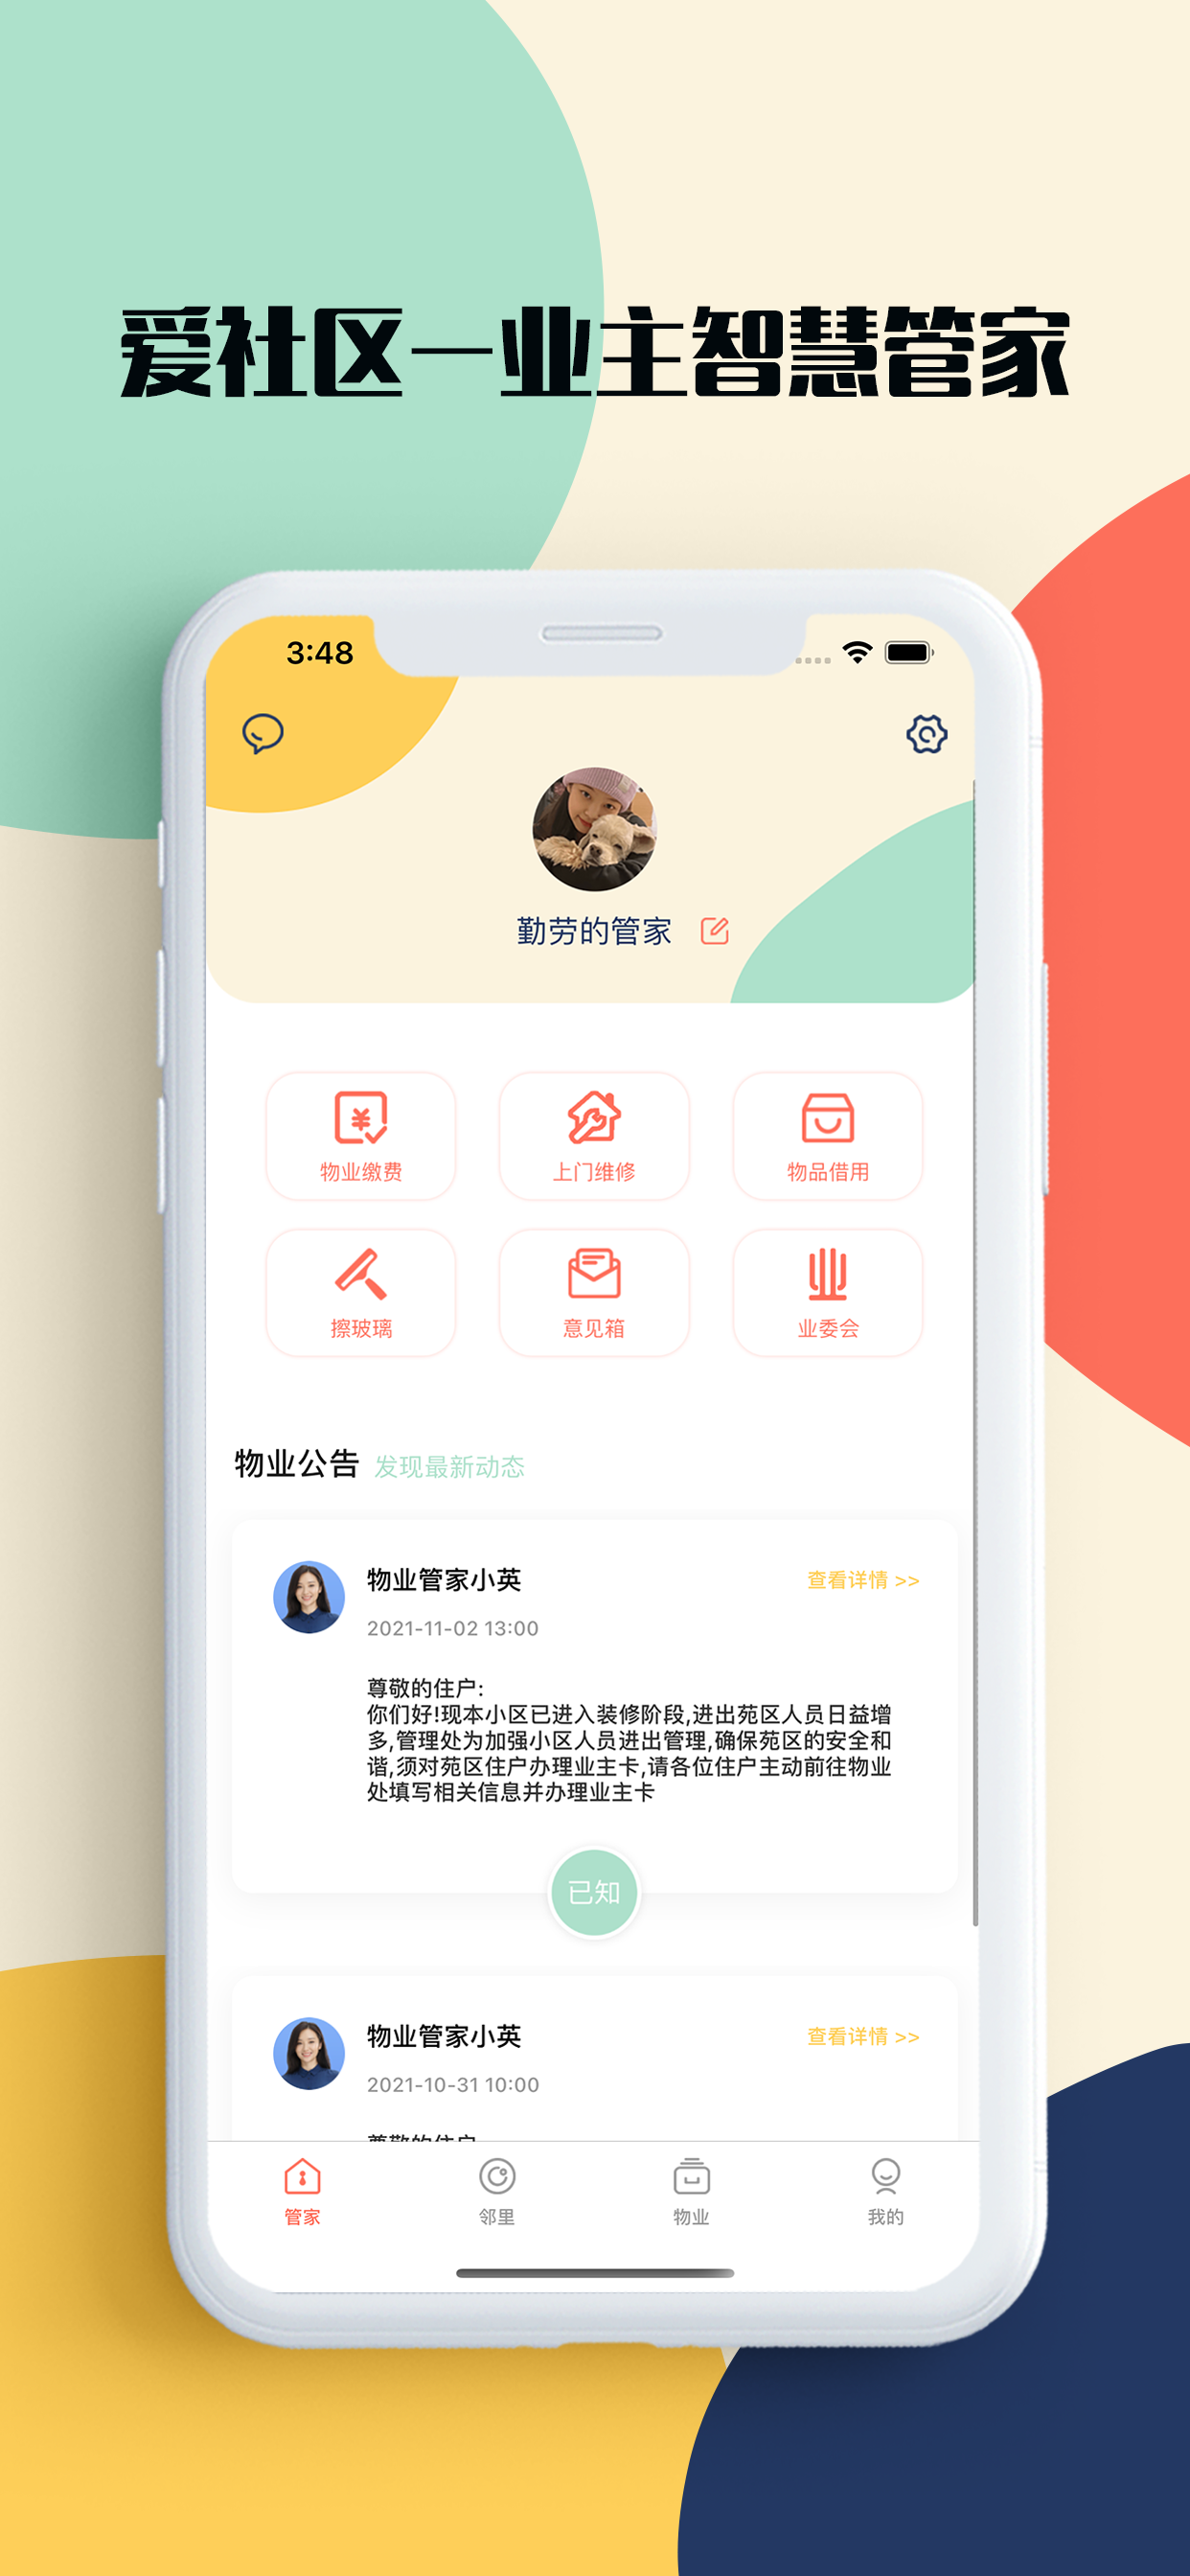 爱社区—业主智慧管家
3:48
勤劳的管家
物业缴费
上门维修
物品借用
擦玻璃
意见箱
业委会
物业公告 发现最新动态
物业管家小英 查看详情 >>
2021-11-02 13:00
尊敬的住户:
你们好!现本小区已进入装修阶段,进出苑区人员日益增
多,管理处为加强小区人员进出管理,确保苑区的安全和
谐,须对苑区住户办理业主卡,请各位住户主动前往物业
处填写相关信息并办理业主卡
已知
物业管家小英 查看详情 >>
2021-10-31 10:00
尊敬的住户
管家
邻里
物业
我的